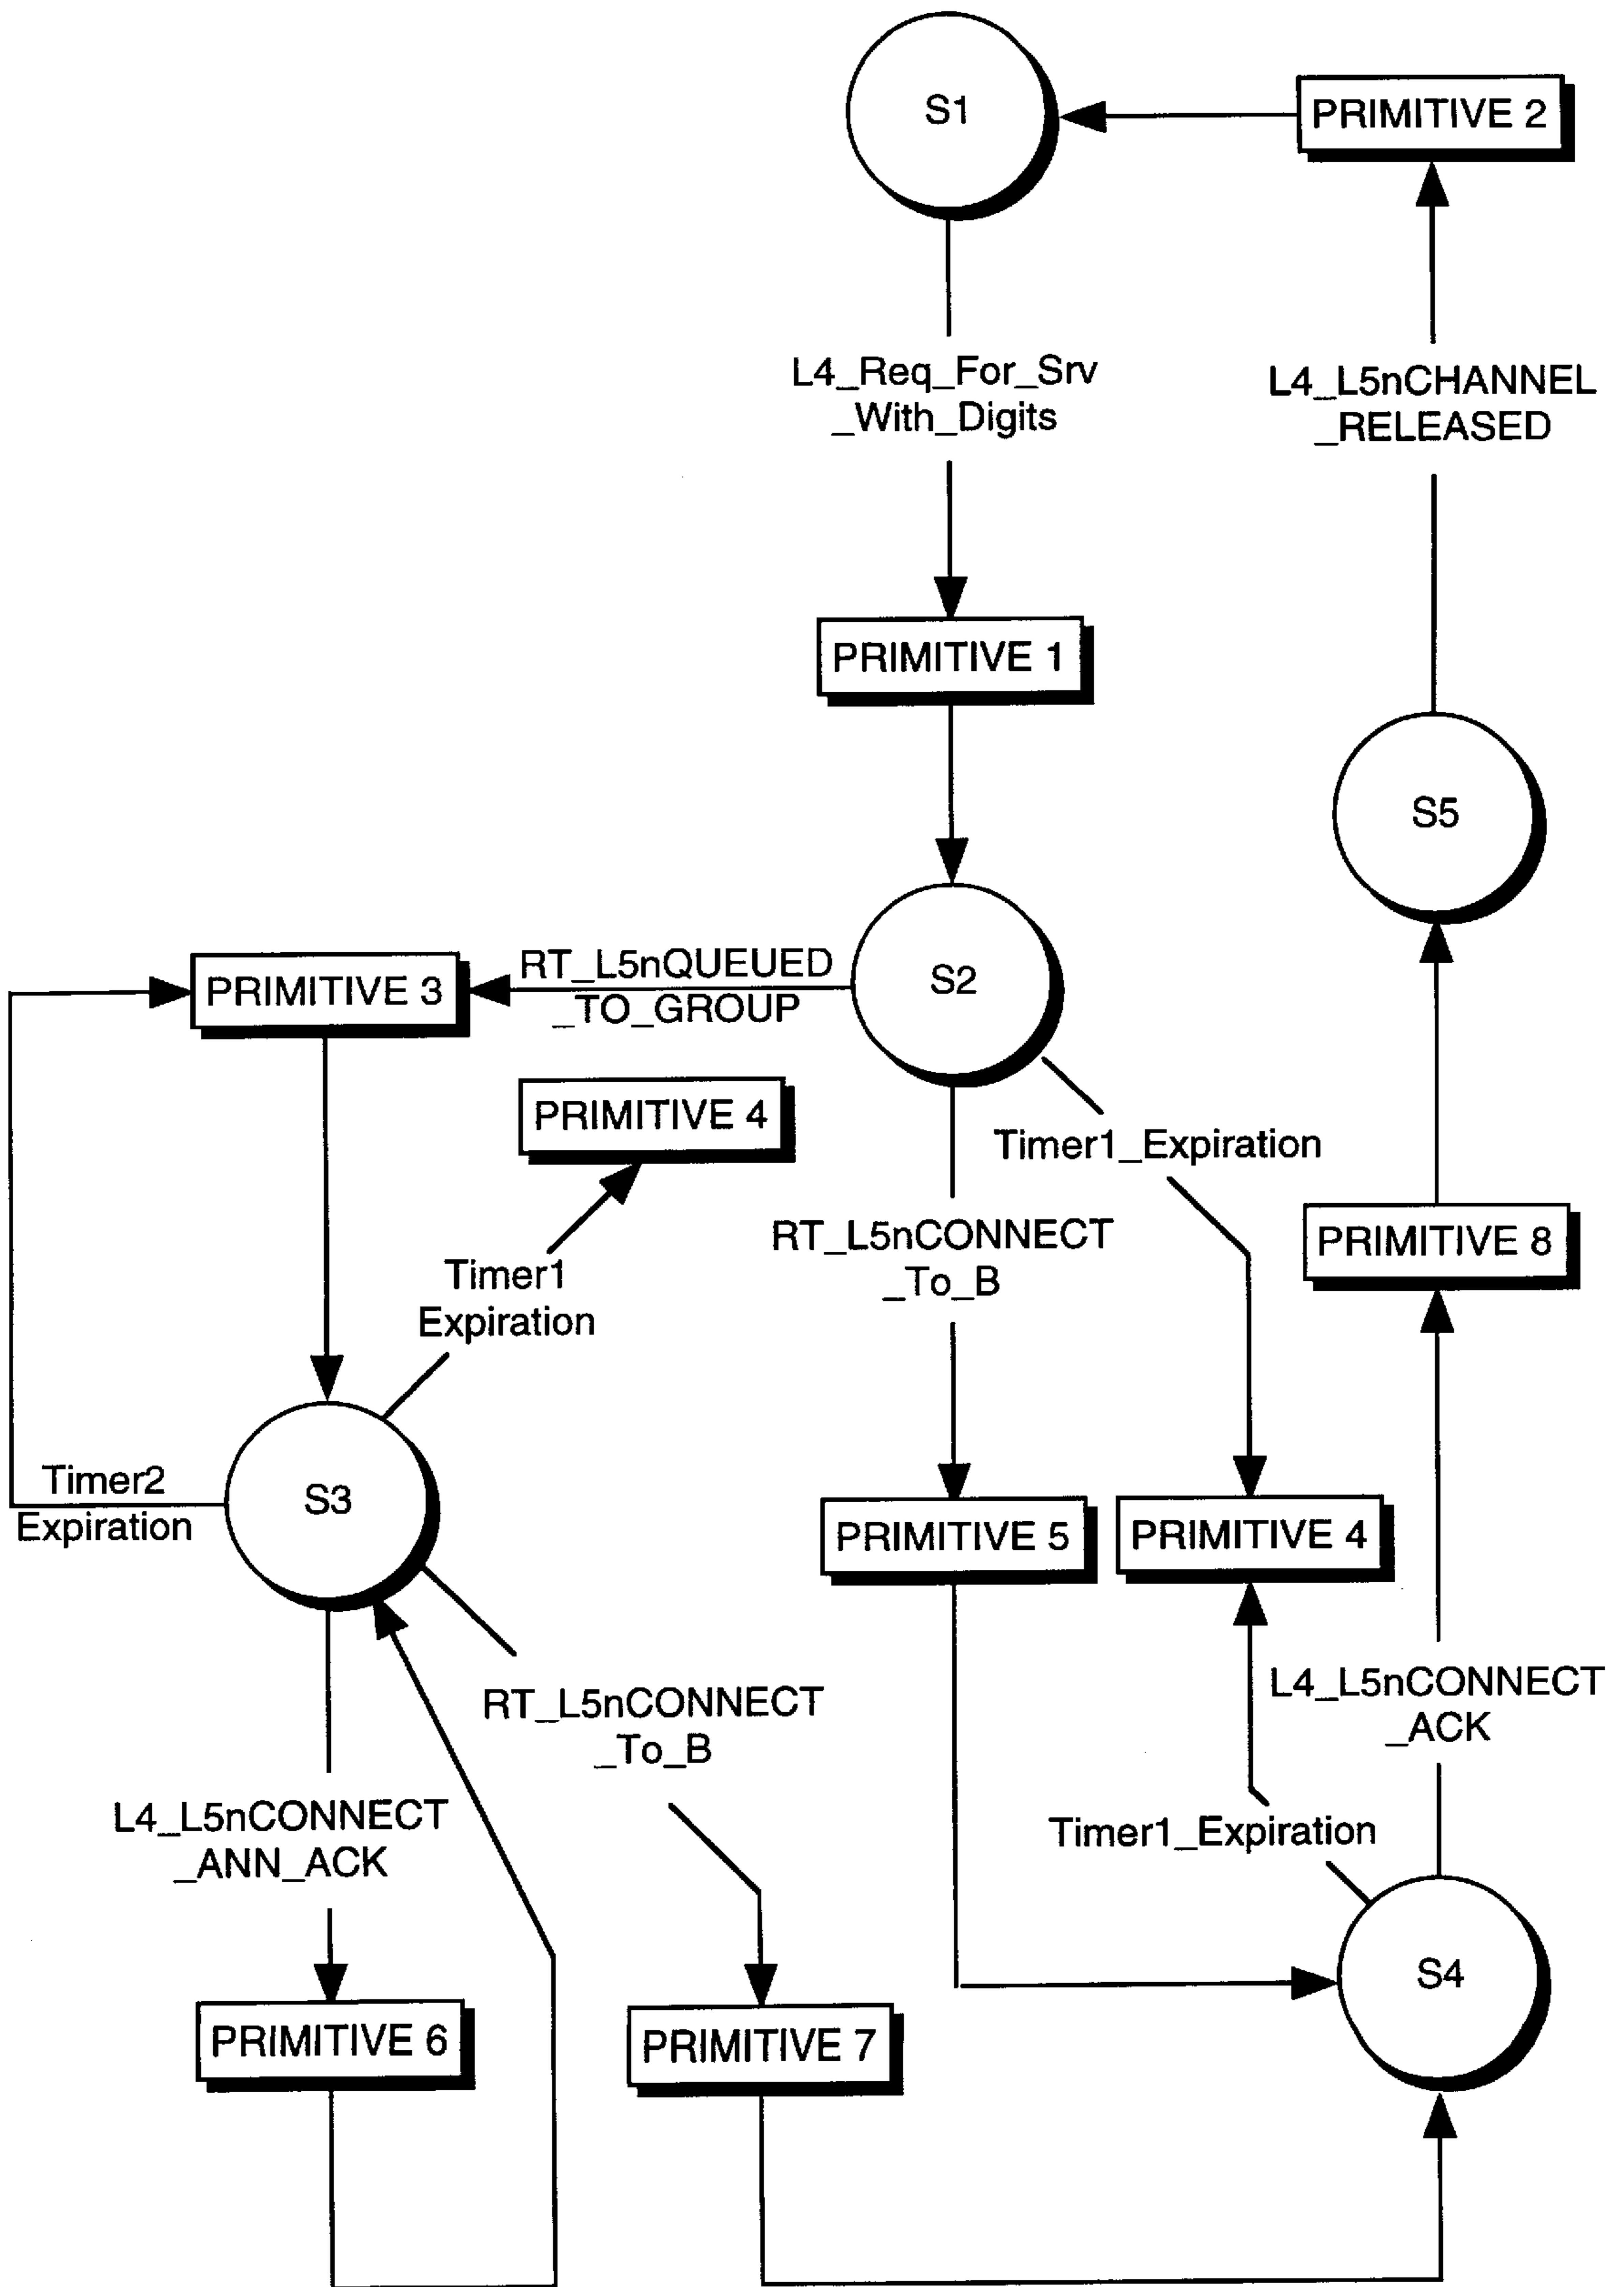 S1
PRIMITIVE 2
L4_Req_For_Srv
_With_Digits
L4_L5nCHANNEL
_RELEASED
PRIMITIVE 1
S5
S2
RT_L5nQUEUED
_TO_GROUP
PRIMITIVE 3
PRIMITIVE 4
Timer1_Expiration
RT_L5nCONNECT
_To_B
PRIMITIVE 8
Timer1
Expiration
Timer2
Expiration
S3
PRIMITIVE 5
PRIMITIVE 4
RT_L5nCONNECT
_To_B
L4_L5nCONNECT
_ACK
L4_L5nCONNECT
_ANN_ACK
Timer1_Expiration
S4
PRIMITIVE 6
PRIMITIVE 7